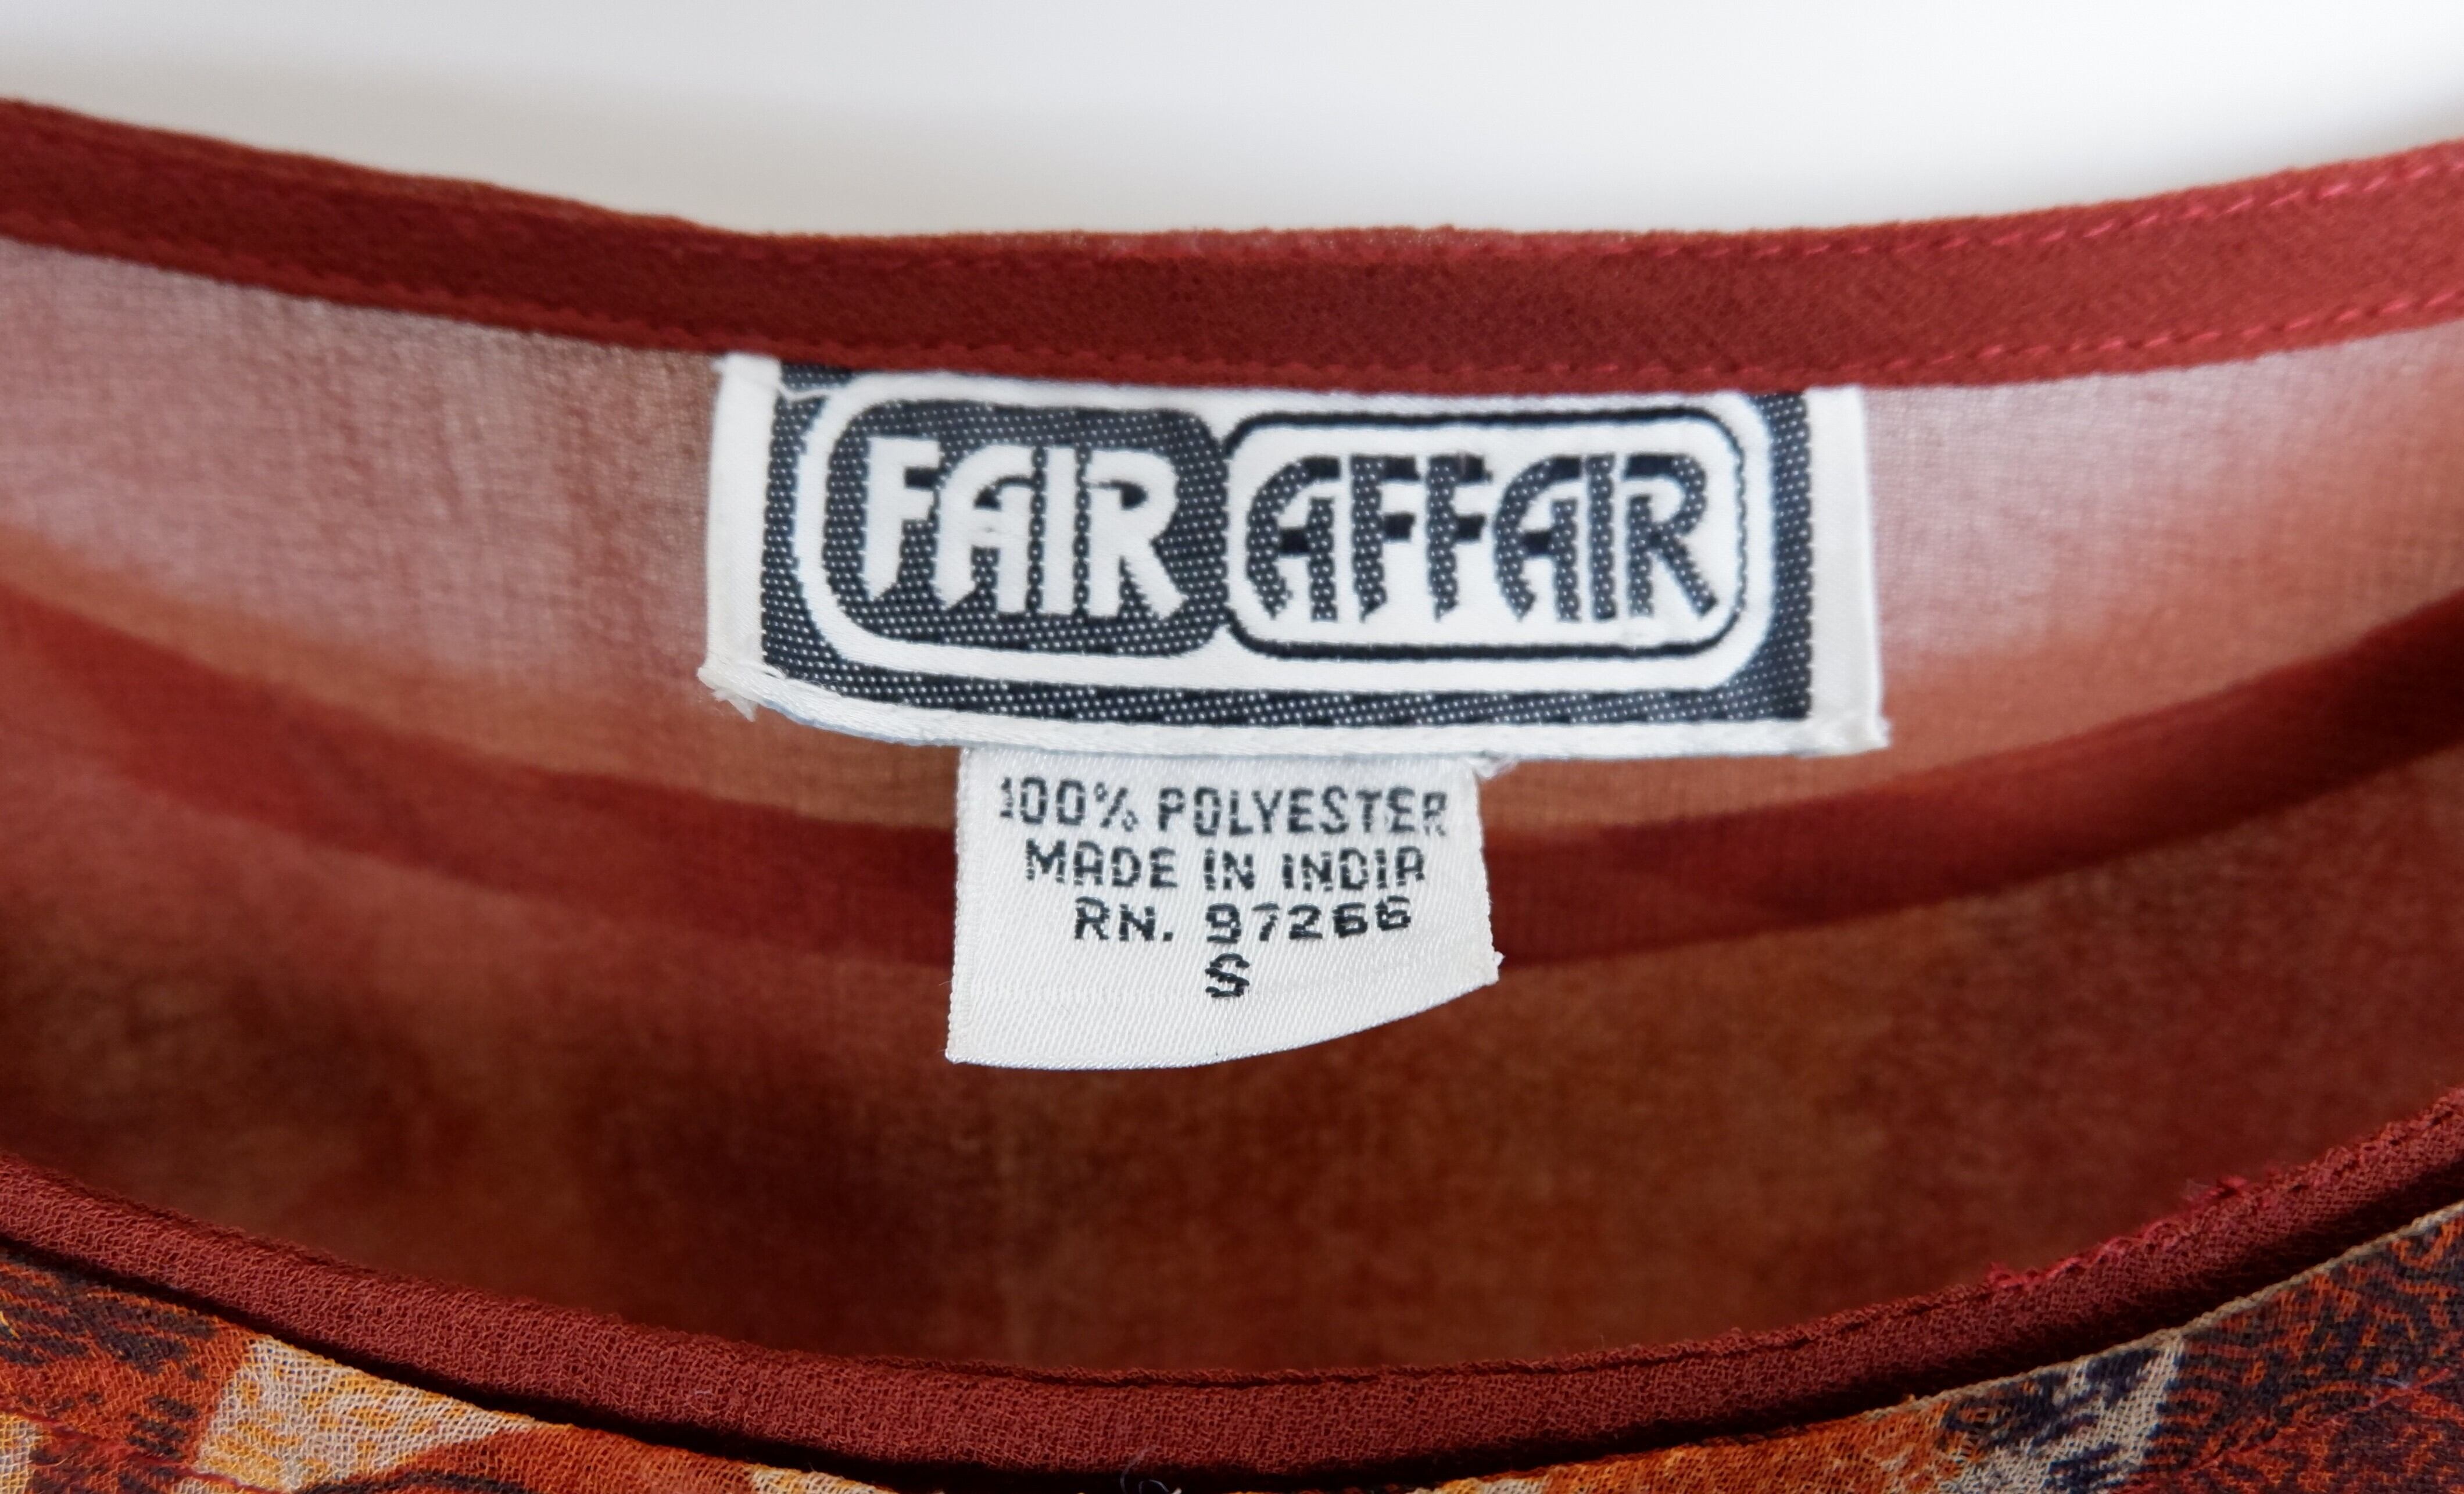 FAIR AFFAIR
100% POLYESTER
MADE IN INDIA
RN. 97266
S